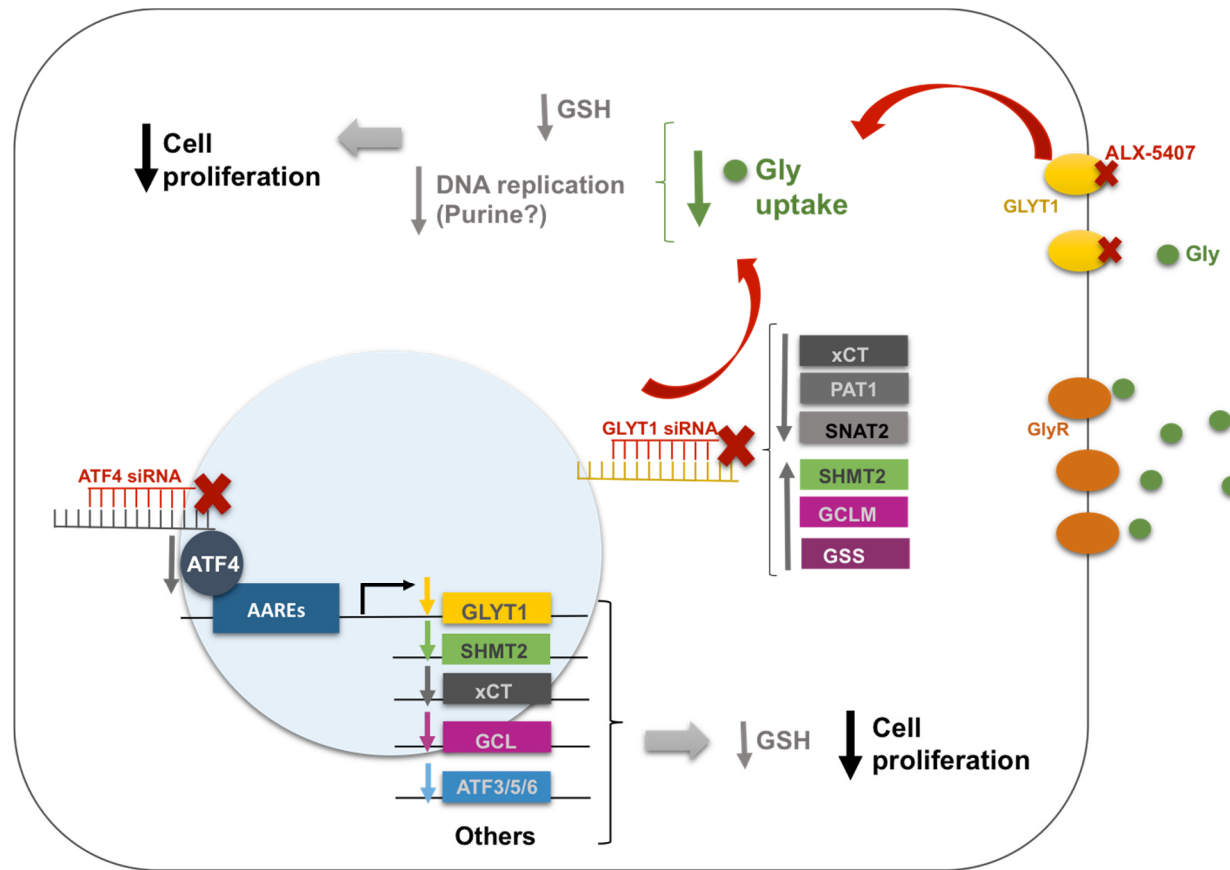 GSH
Cell
proliferation
DNA replication
(Purine?)
Gly
uptake
ALX-5407
GLYT1
Gly
xCT
PAT1
SNAT2
GlyR
GLYT1 siRNA
SHMT2
GCLM
GSS
ATF4 siRNA
ATF4
AAREs
GLYT1
SHMT2
xCT
GCL
ATF3/5/6
Others
GSH
Cell
proliferation